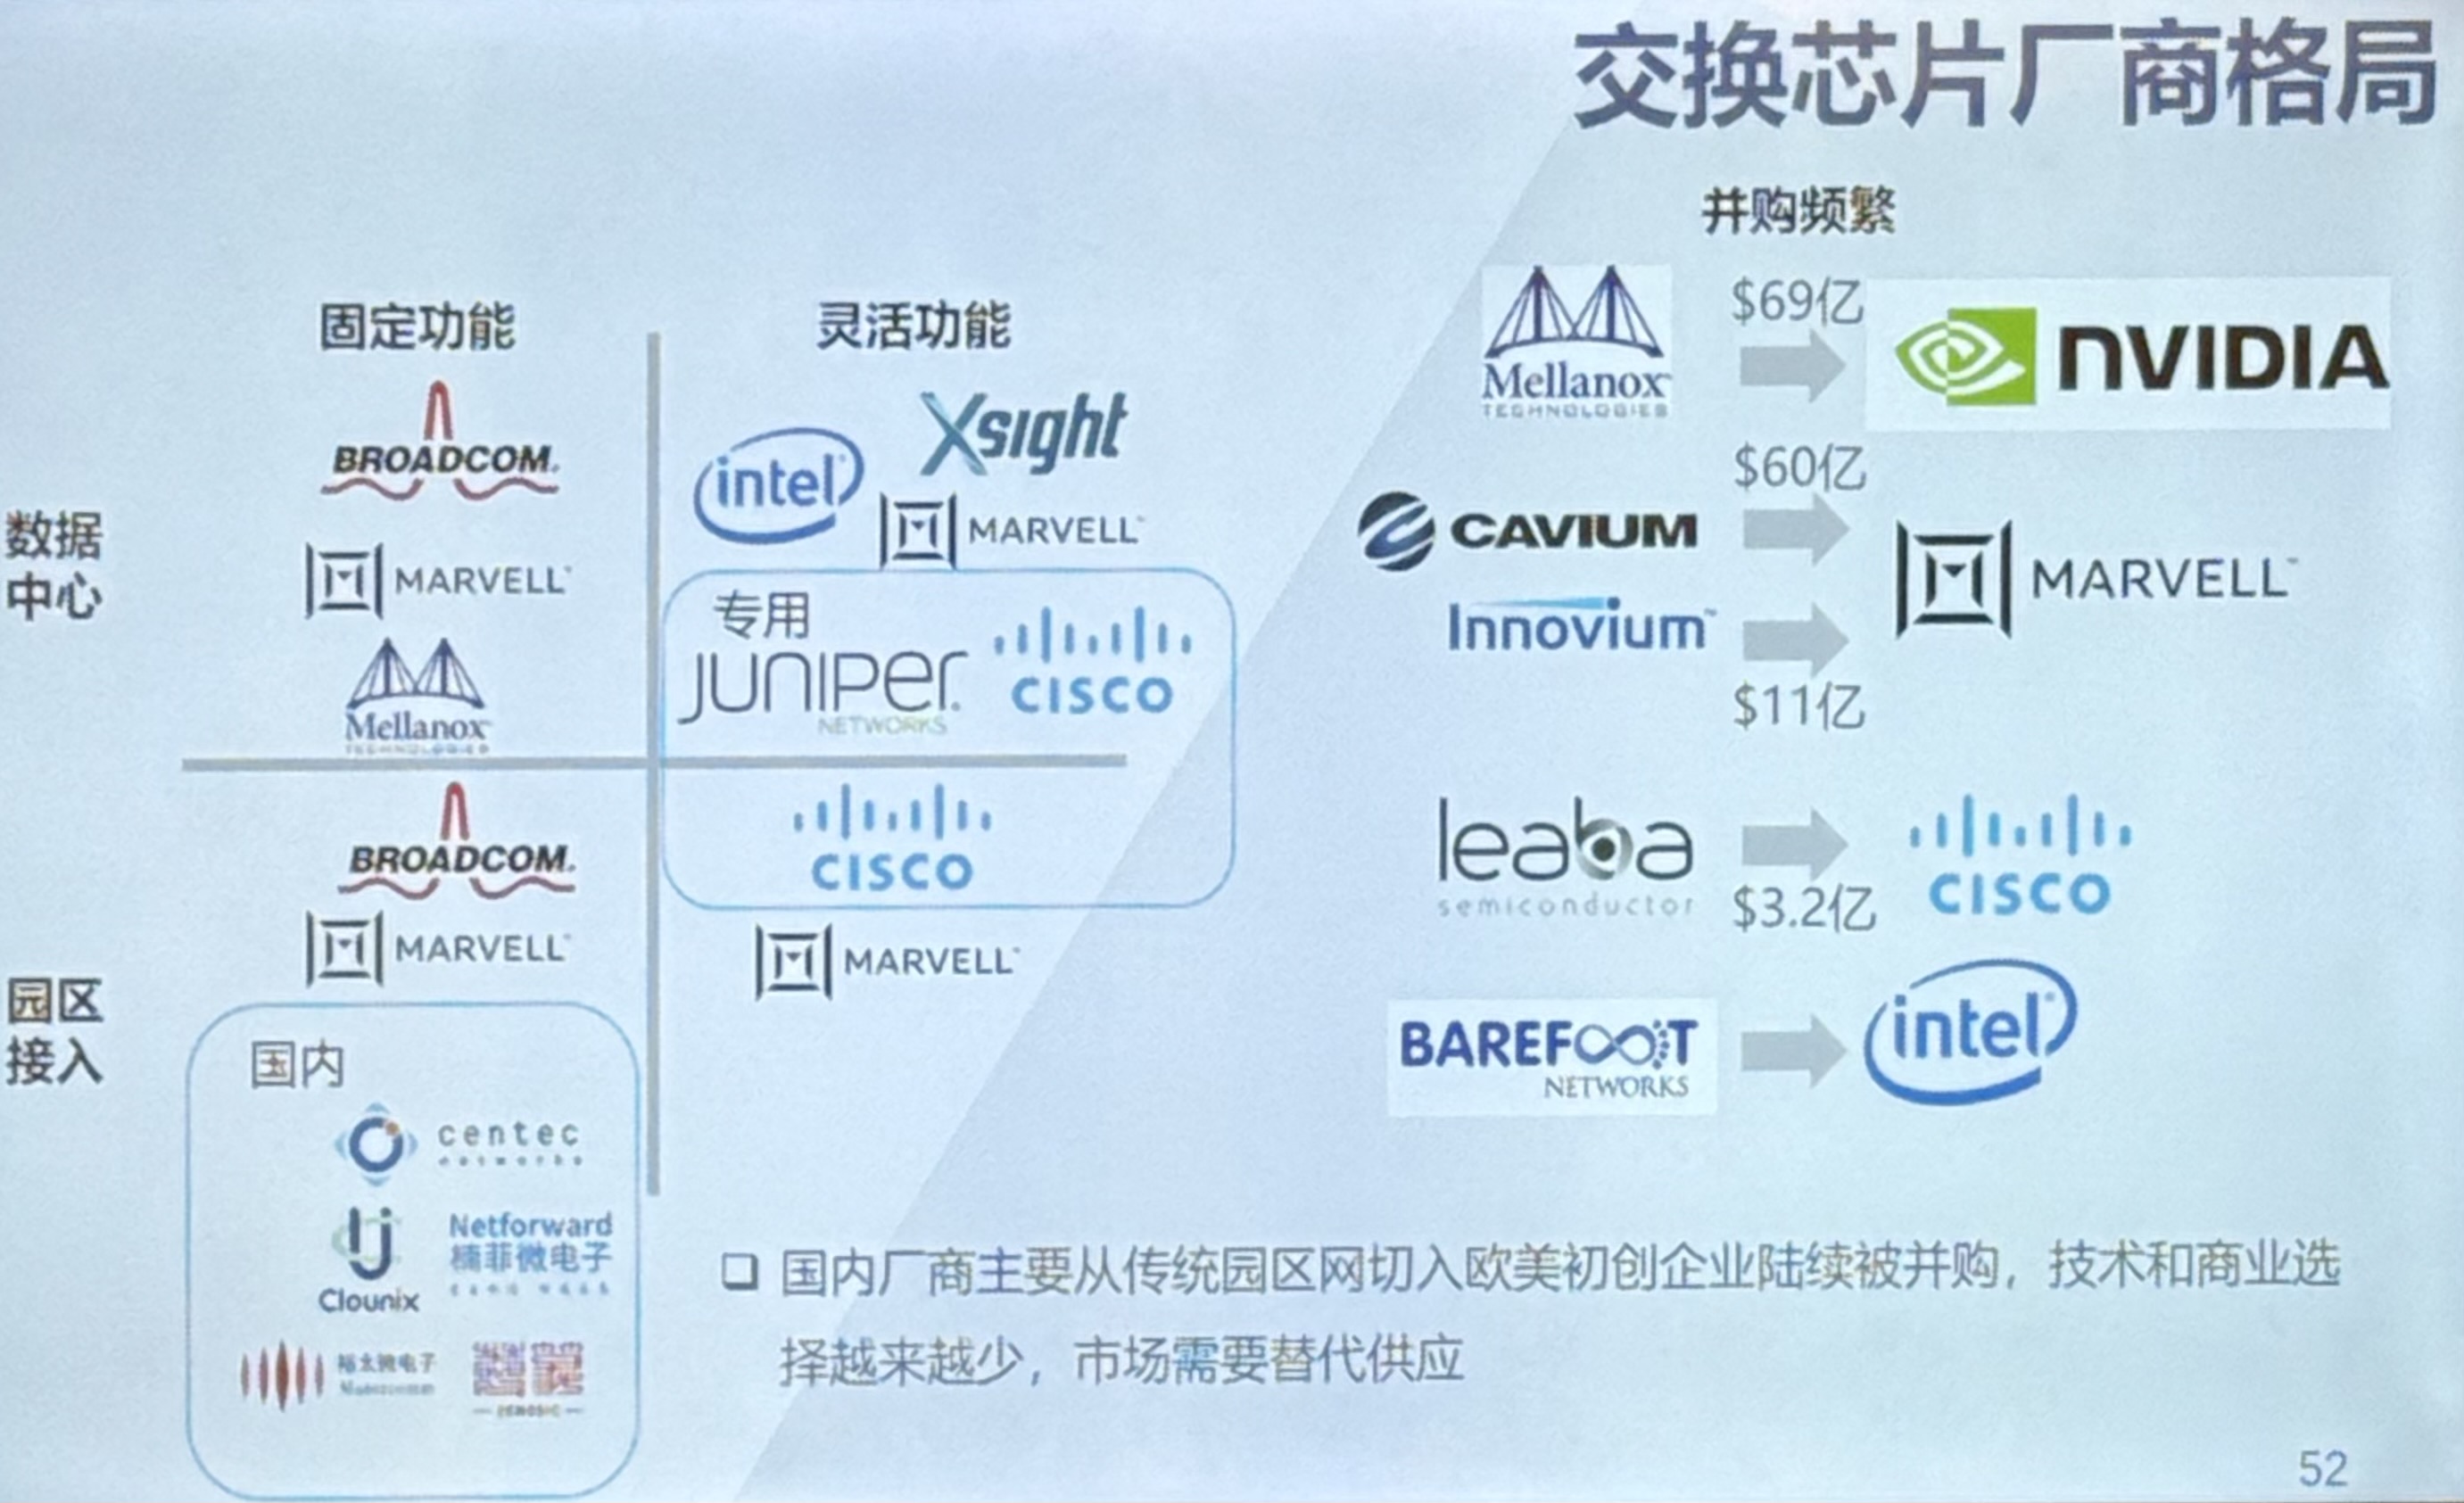 交换芯片厂商格局
并购频繁
固定功能
灵活功能
数据
中心
BROADCOM.
MARVELL
Mellanox
TECHNOLOGIES
intel
Xsight
MARVELL
专用
JUNIPER
NETWORKS
CISCO
园区
接入
BROADCOM.
MARVELL
CISCO
MARVELL
国内
centec
networks
Clounix
Netforward
楠菲微电子
裕太微电子
Mellanox
TECHNOLOGIES
$69亿
NVIDIA
CAVIUM
$60亿
Innovium
$11亿
MARVELL
leaba
semiconductor
$3.2亿
CISCO
BAREFOOT
NETWORKS
intel
国内厂商主要从传统园区网切入欧美初创企业陆续被并购，技术和商业选
择越来越少，市场需要替代供应
52